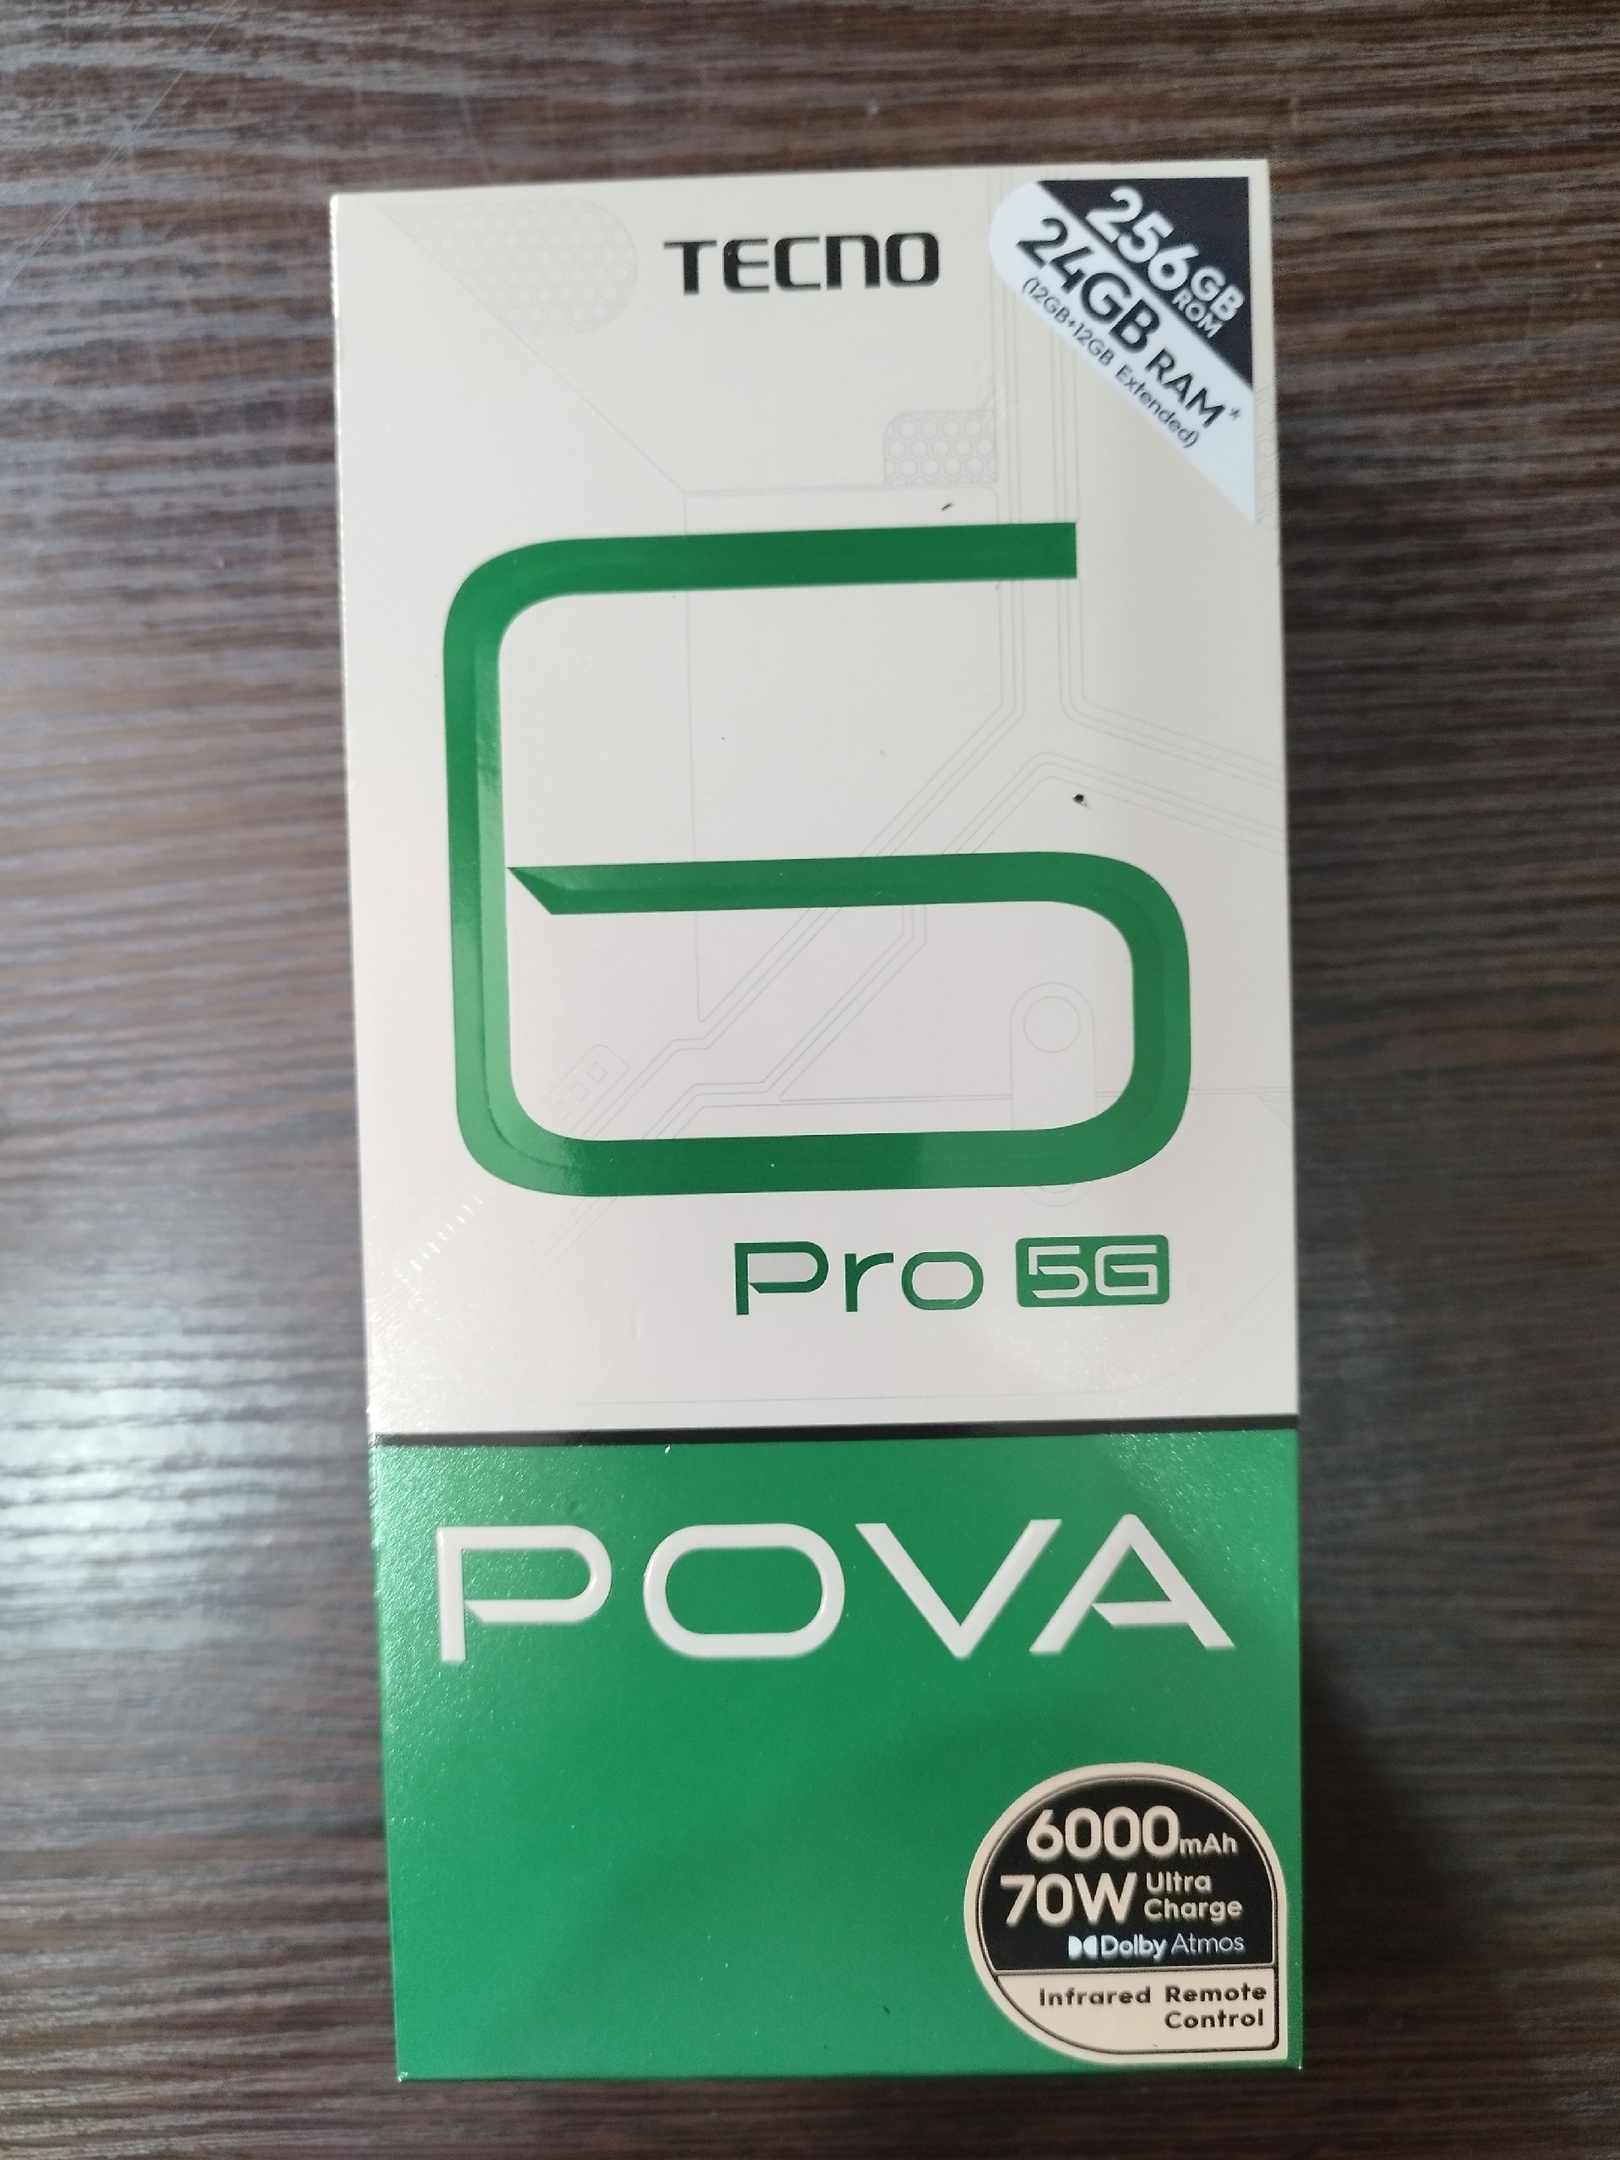 TECNO
256GB
ROM
24GB RAM*
(12GB+12GB Extended)
6
Pro 5G
POVA
6000mAh
70W Ultra
Charge
Dolby Atmos
Infrared Remote
Control